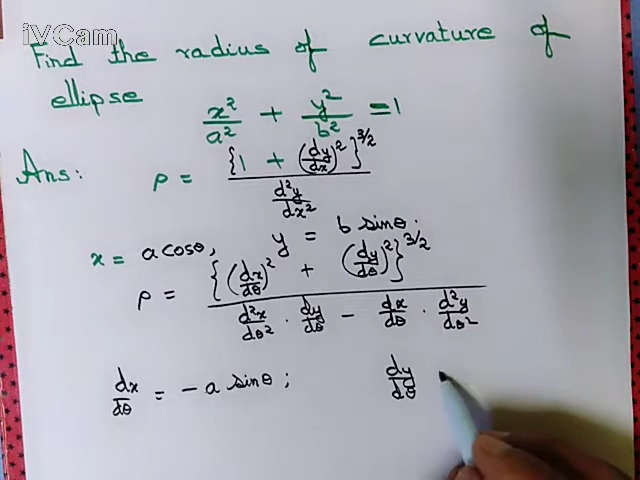 iVCam
Find the radius of curvature of
ellipse x²/a² + y²/b² = 1
Ans: ρ = {1 + (dy/dx)²}^3/2 / d²y/dx²
x = a cosθ, y = b sinθ.
ρ = {(dx/dθ)² + (dy/dθ)²}^3/2 / d²x/dθ² . dy/dθ − dx/dθ . d²y/dθ²
dx/dθ = − a sinθ ; dy/dθ